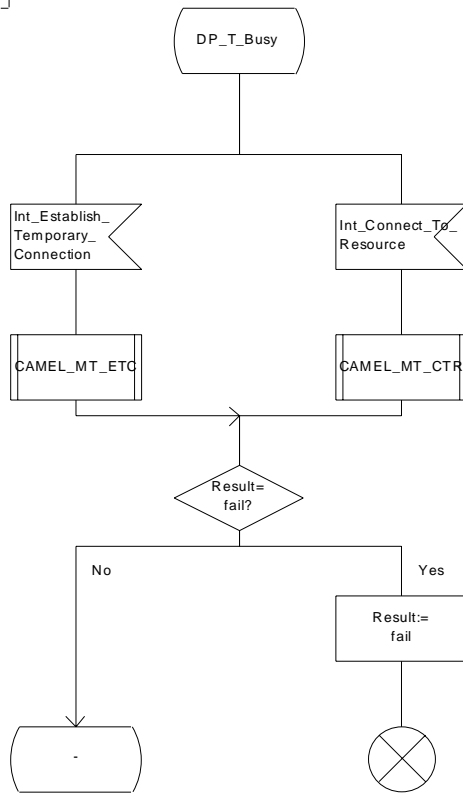 DP_T_Busy
Int_Establish_
Temporary_
Connection
Int_Connect_To_
Resource
CAMEL_MT_ETC
CAMEL_MT_CTR
Result=
fail?
No
Yes
Result:=
fail
-